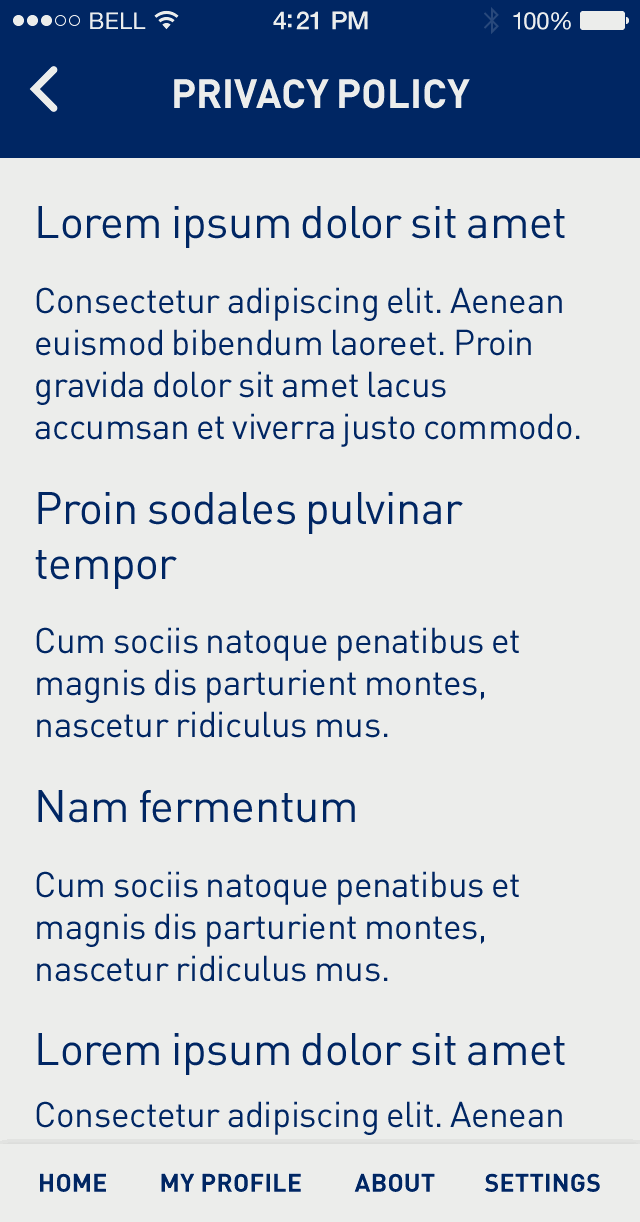 BELL 4:21 PM 100%
PRIVACY POLICY
Lorem ipsum dolor sit amet
Consectetur adipiscing elit. Aenean
euismod bibendum laoreet. Proin
gravida dolor sit amet lacus
accumsan et viverra justo commodo.
Proin sodales pulvinar
tempor
Cum sociis natoque penatibus et
magnis dis parturient montes,
nascetur ridiculus mus.
Nam fermentum
Cum sociis natoque penatibus et
magnis dis parturient montes,
nascetur ridiculus mus.
Lorem ipsum dolor sit amet
Consectetur adipiscing elit. Aenean
HOME MY PROFILE ABOUT SETTINGS